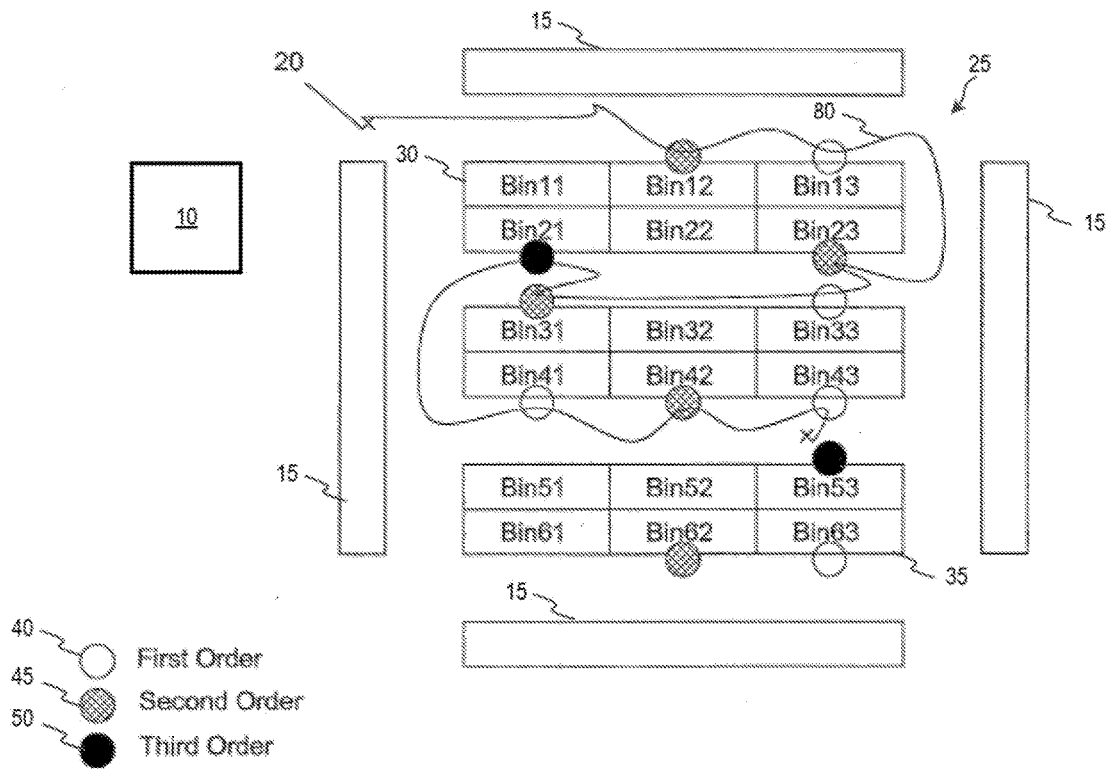 15
20
25
80
30
Bin11 Bin12 Bin13
10
15
Bin21 Bin22 Bin23
Bin31 Bin32 Bin33
Bin41 Bin42 Bin43
15
Bin51 Bin52 Bin53
Bin61 Bin62 Bin63
35
15
40
First Order
45
Second Order
50
Third Order